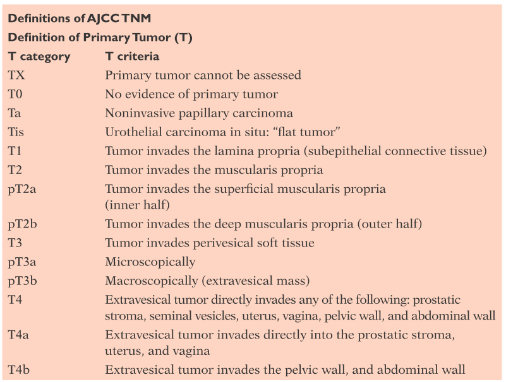 Definitions of AJCC TNM
Definition of Primary Tumor (T)
T category T criteria
TX Primary tumor cannot be assessed
T0 No evidence of primary tumor
Ta Noninvasive papillary carcinoma
Tis Urothelial carcinoma in situ: “flat tumor”
T1 Tumor invades the lamina propria (subepithelial connective tissue)
T2 Tumor invades the muscularis propria
pT2a Tumor invades the superficial muscularis propria
(inner half)
pT2b Tumor invades the deep muscularis propria (outer half)
T3 Tumor invades perivesical soft tissue
pT3a Microscopically
pT3b Macroscopically (extravesical mass)
T4 Extravesical tumor directly invades any of the following: prostatic
stroma, seminal vesicles, uterus, vagina, pelvic wall, and abdominal wall
T4a Extravesical tumor invades directly into the prostatic stroma,
uterus, and vagina
T4b Extravesical tumor invades the pelvic wall, and abdominal wall